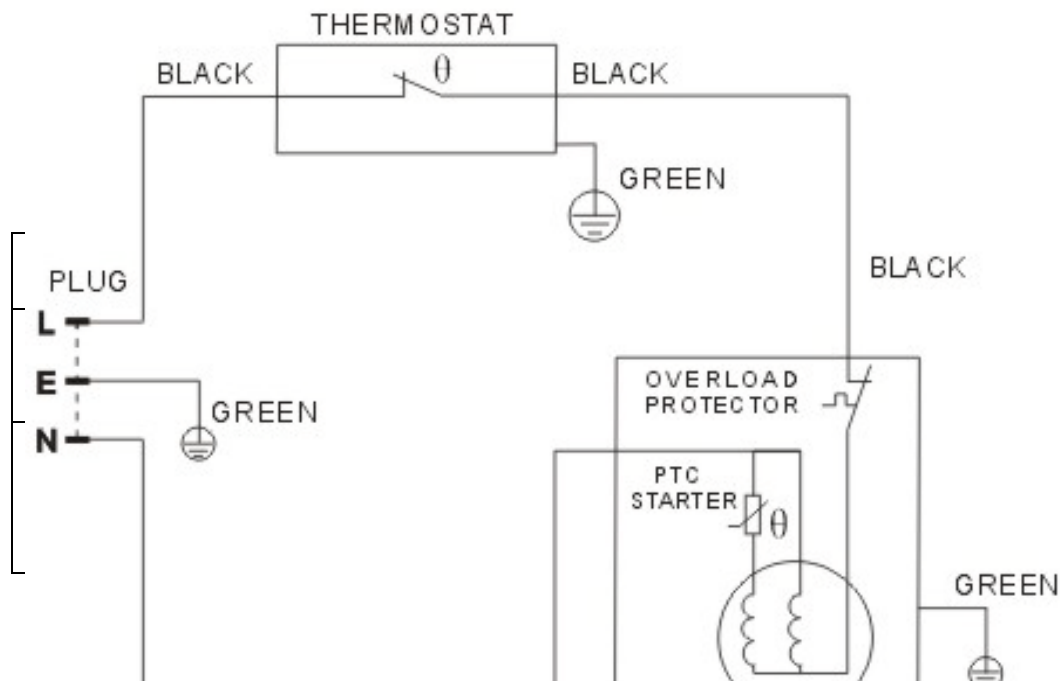 THERMOSTAT
BLACK
θ
BLACK
GREEN
BLACK
PLUG
L
E
GREEN
N
OVERLOAD
PROTECTOR
PTC
STARTER
θ
GREEN